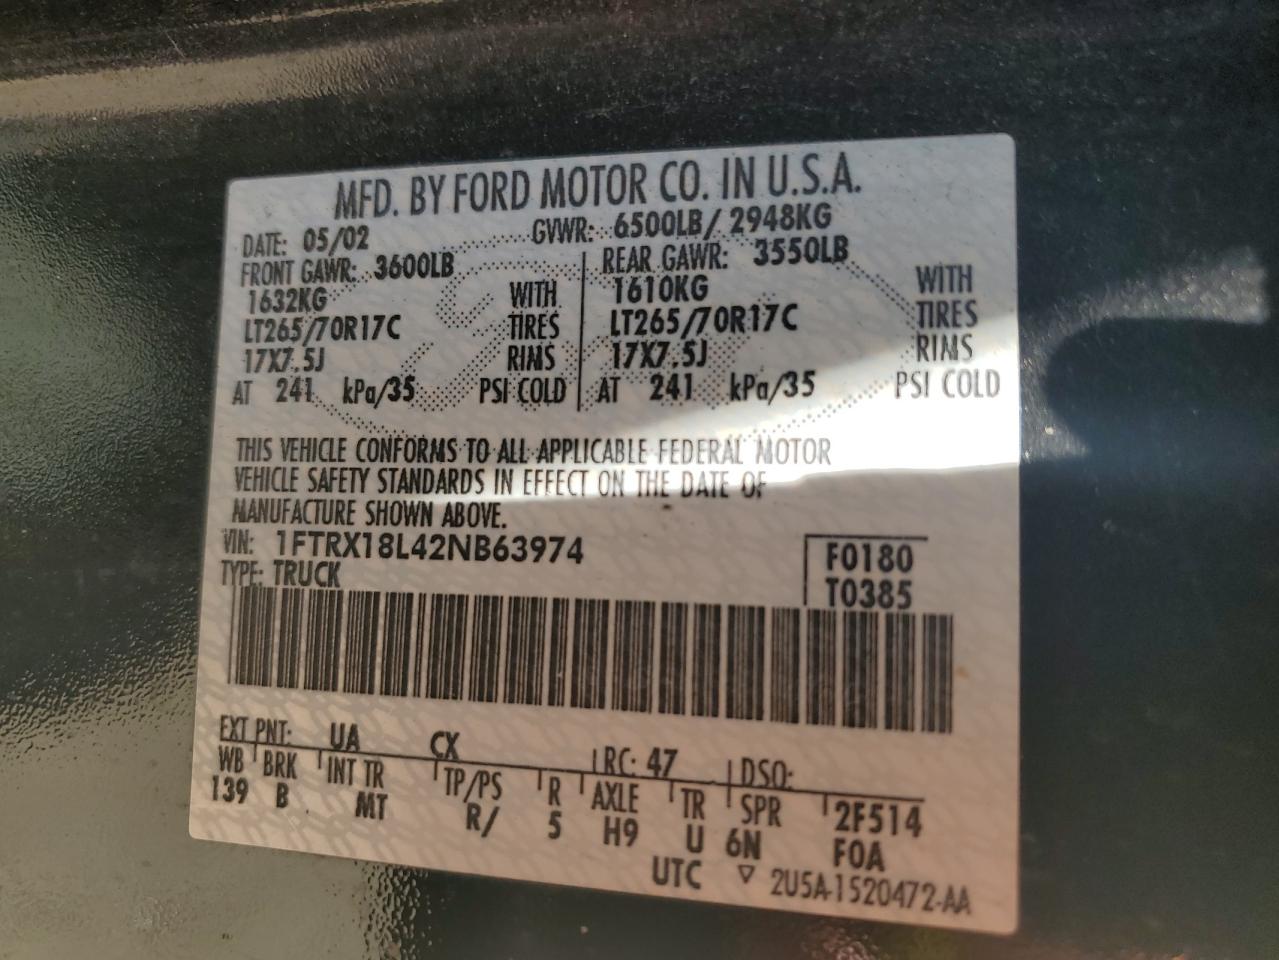 MFD. BY FORD MOTOR CO. IN U.S.A.
DATE: 05/02 GVWR: 6500LB/ 2948KG
FRONT GAWR: 3600LB REAR GAWR: 3550LB
1632KG WITH 1610KG WITH
LT265/70R17C TIRES LT265/70R17C TIRES
17X7.5J RIMS 17X7.5J RIMS
AT 241 kPa/35 PSI COLD AT 241 kPa/35 PSI COLD
THIS VEHICLE CONFORMS TO ALL APPLICABLE FEDERAL MOTOR
VEHICLE SAFETY STANDARDS IN EFFECT ON THE DATE OF
MANUFACTURE SHOWN ABOVE.
VIN: 1FTRX18L42NB63974 F0180
TYPE: TRUCK T0385
EXT PNT: UA CX RC: 47 DSO:
WB BRK INT TR TP/PS R AXLE TR SPR 2F514
139 B MT R/ 5 H9 U 6N F0A
UTC ▽ 2U5A-1520472-AA